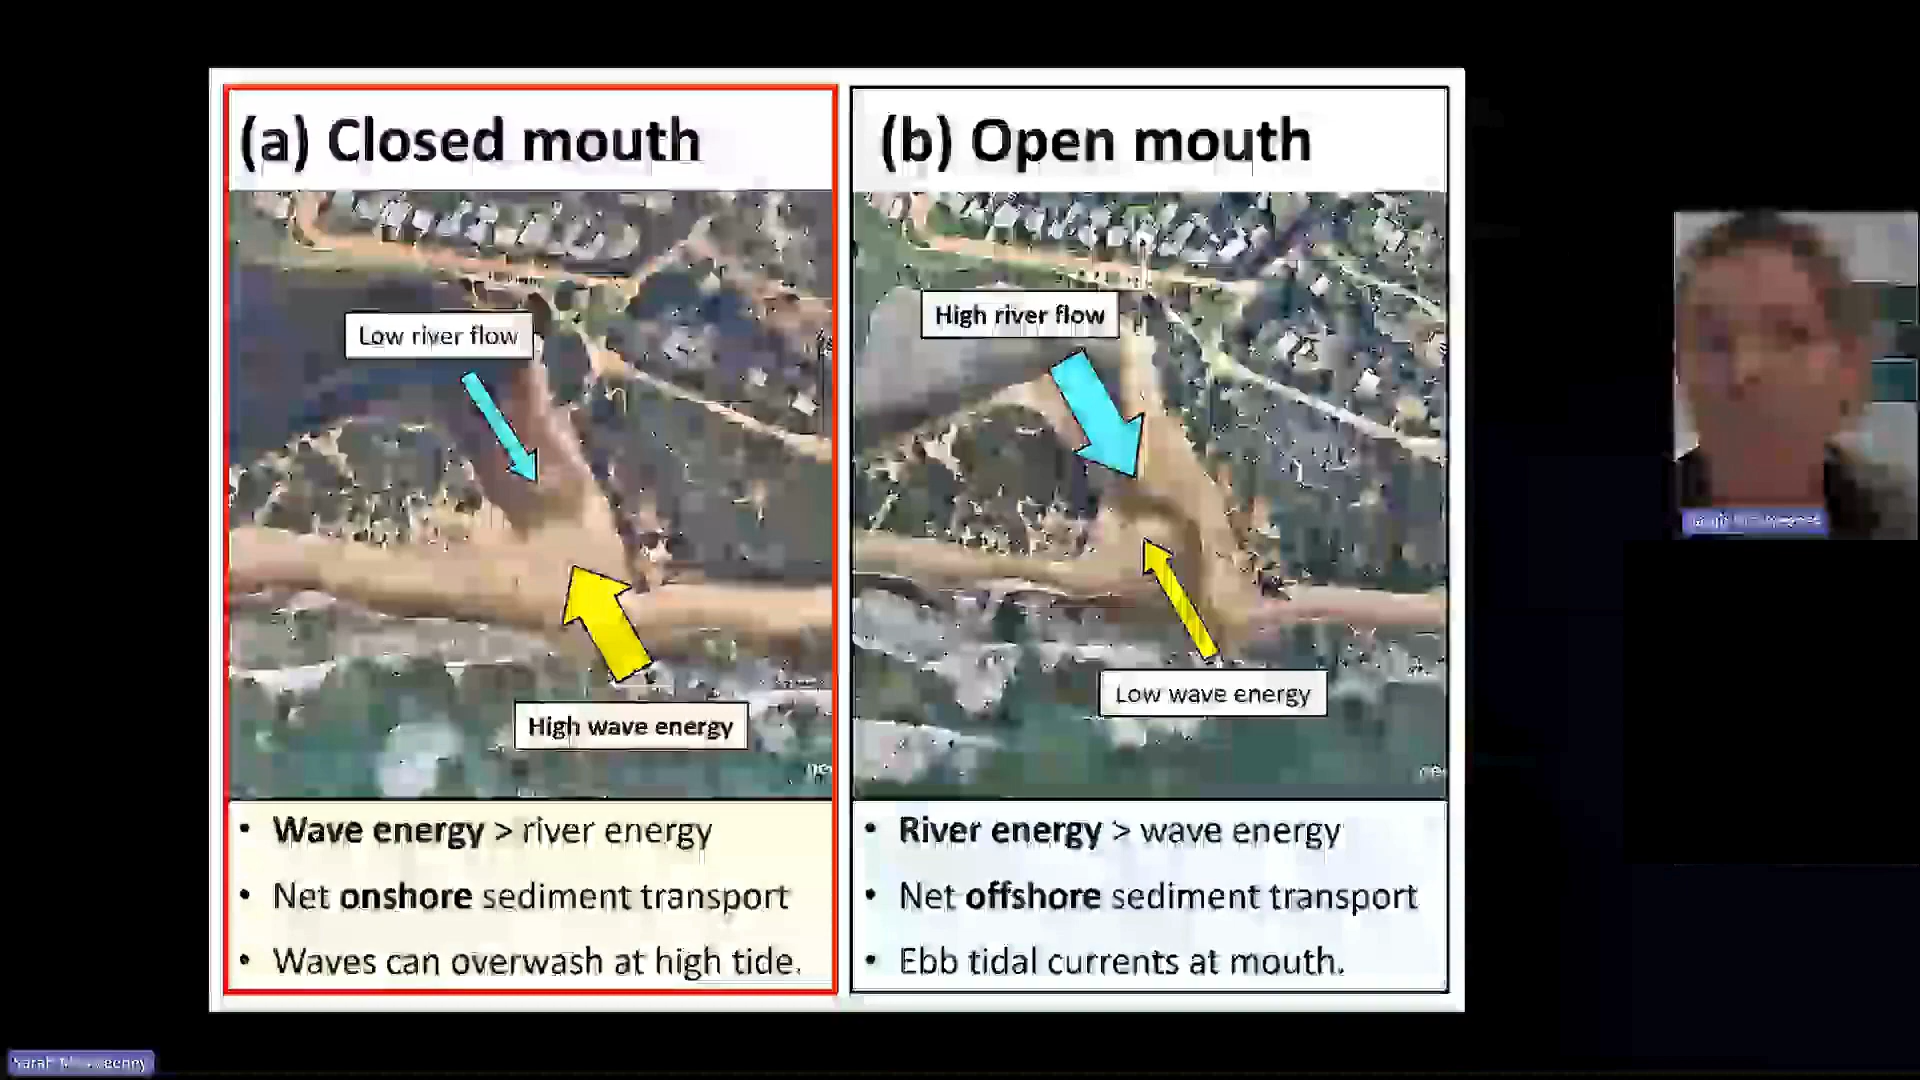 (a) Closed mouth
Low river flow
High wave energy
• Wave energy > river energy
• Net onshore sediment transport
• Waves can overwash at high tide.
(b) Open mouth
High river flow
Low wave energy
• River energy > wave energy
• Net offshore sediment transport
• Ebb tidal currents at mouth.
Sarah